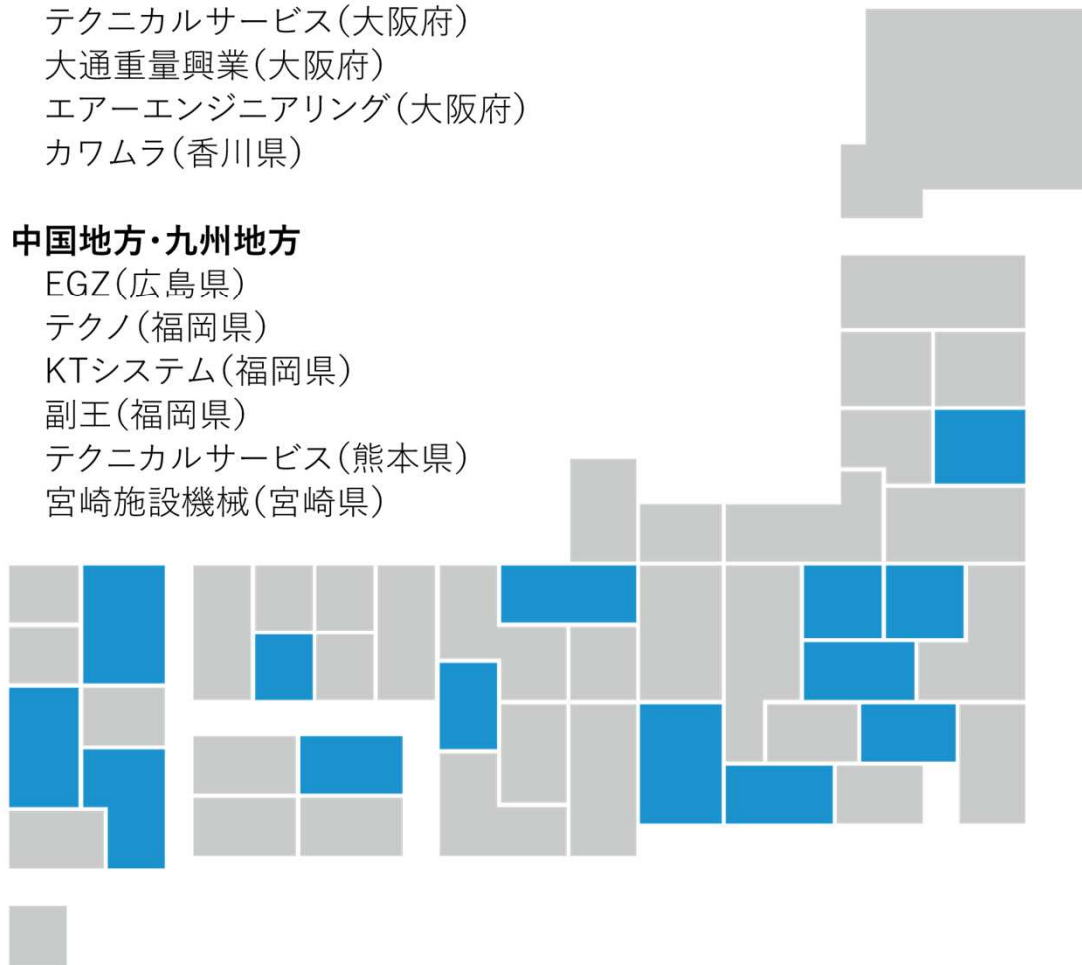 テクニカルサービス(大阪府)
大通重量興業(大阪府)
エアーエンジニアリング(大阪府)
カワムラ(香川県)
中国地方・九州地方
EGZ(広島県)
テクノ(福岡県)
KTシステム(福岡県)
副王(福岡県)
テクニカルサービス(熊本県)
宮崎施設機械(宮崎県)